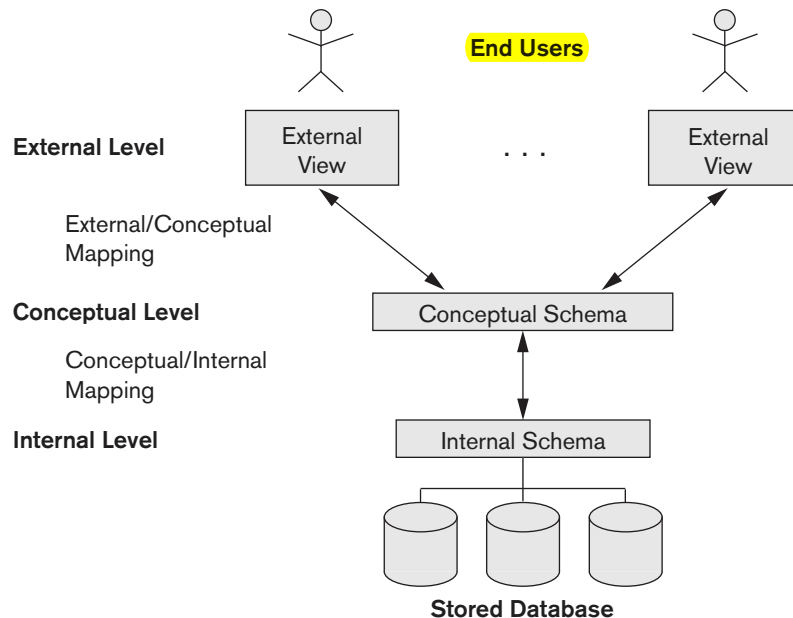 End Users
External Level
External
View
. . .
External
View
External/Conceptual
Mapping
Conceptual Level
Conceptual Schema
Conceptual/Internal
Mapping
Internal Level
Internal Schema
Stored Database